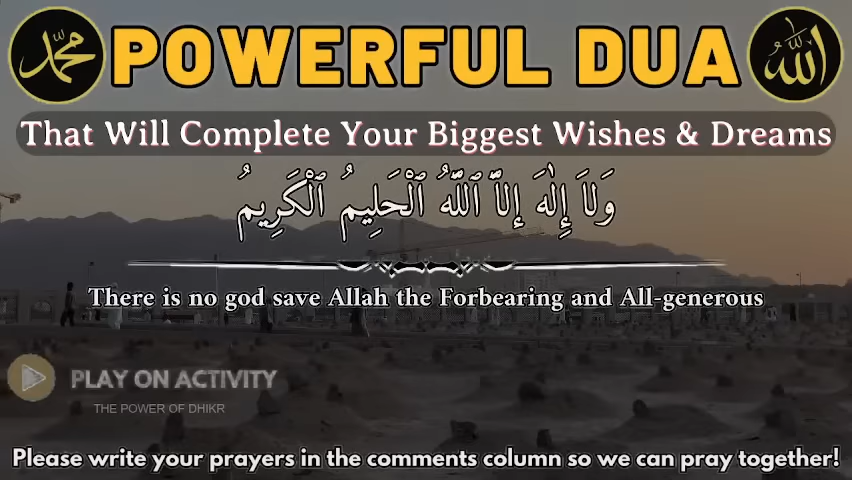 محمد
POWERFUL DUA
الله
That Will Complete Your Biggest Wishes & Dreams
وَلاَ إِلٰهَ إِلاَّ ٱللَّهُ ٱلْحَلِيمُ ٱلْكَرِيمُ
There is no god save Allah the Forbearing and All-generous
PLAY ON ACTIVITY
THE POWER OF DHIKR
Please write your prayers in the comments column so we can pray together!